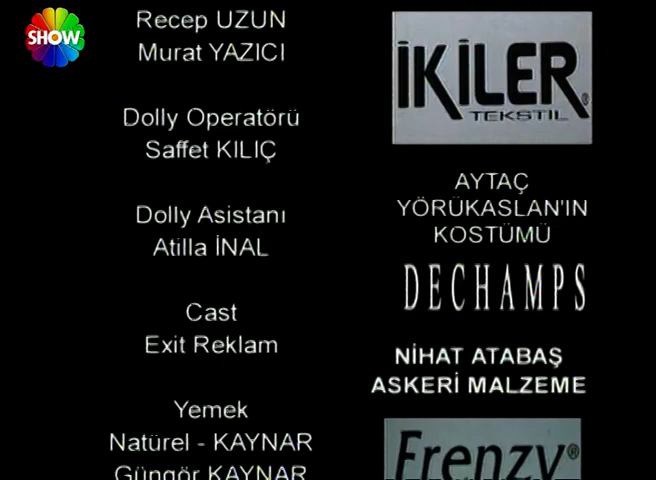 SHOW
Recep UZUN
Murat YAZICI
Dolly Operatörü
Saffet KILIÇ
Dolly Asistanı
Atilla İNAL
Cast
Exit Reklam
Yemek
Natürel - KAYNAR
Güngör KAYNAR
İKİLER®
TEKSTİL
AYTAÇ
YÖRÜKASLAN'IN
KOSTÜMÜ
DECHAMPS
NİHAT ATABAŞ
ASKERİ MALZEME
Frenzy®